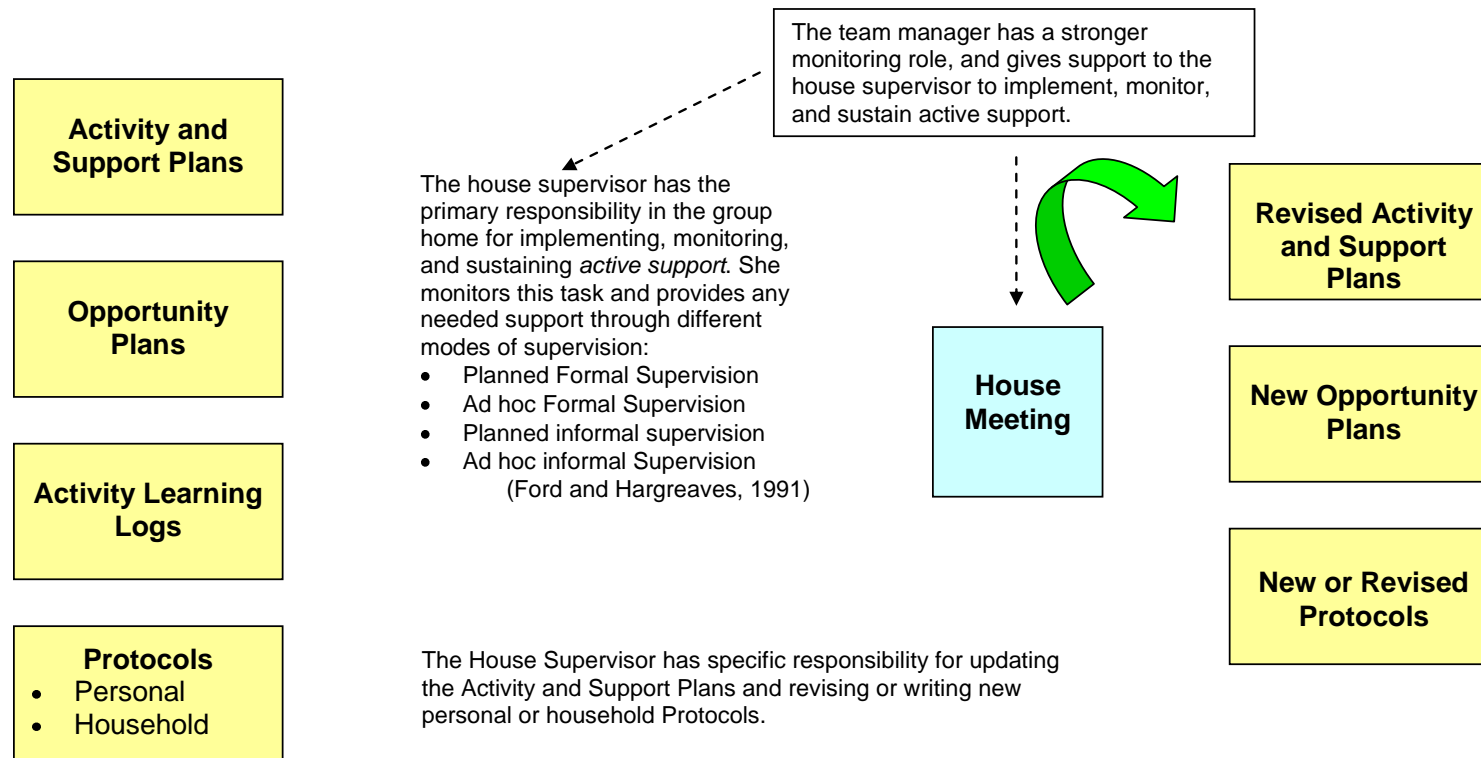 The team manager has a stronger
monitoring role, and gives support to the
house supervisor to implement, monitor,
and sustain active support.
Activity and
Support Plans
Opportunity
Plans
Activity Learning
Logs
Protocols
• Personal
• Household
The house supervisor has the
primary responsibility in the group
home for implementing, monitoring,
and sustaining active support. She
monitors this task and provides any
needed support through different
modes of supervision:
• Planned Formal Supervision
• Ad hoc Formal Supervision
• Planned informal supervision
• Ad hoc informal Supervision
(Ford and Hargreaves, 1991)
The House Supervisor has specific responsibility for updating
the Activity and Support Plans and revising or writing new
personal or household Protocols.
House
Meeting
Revised Activity
and Support
Plans
New Opportunity
Plans
New or Revised
Protocols